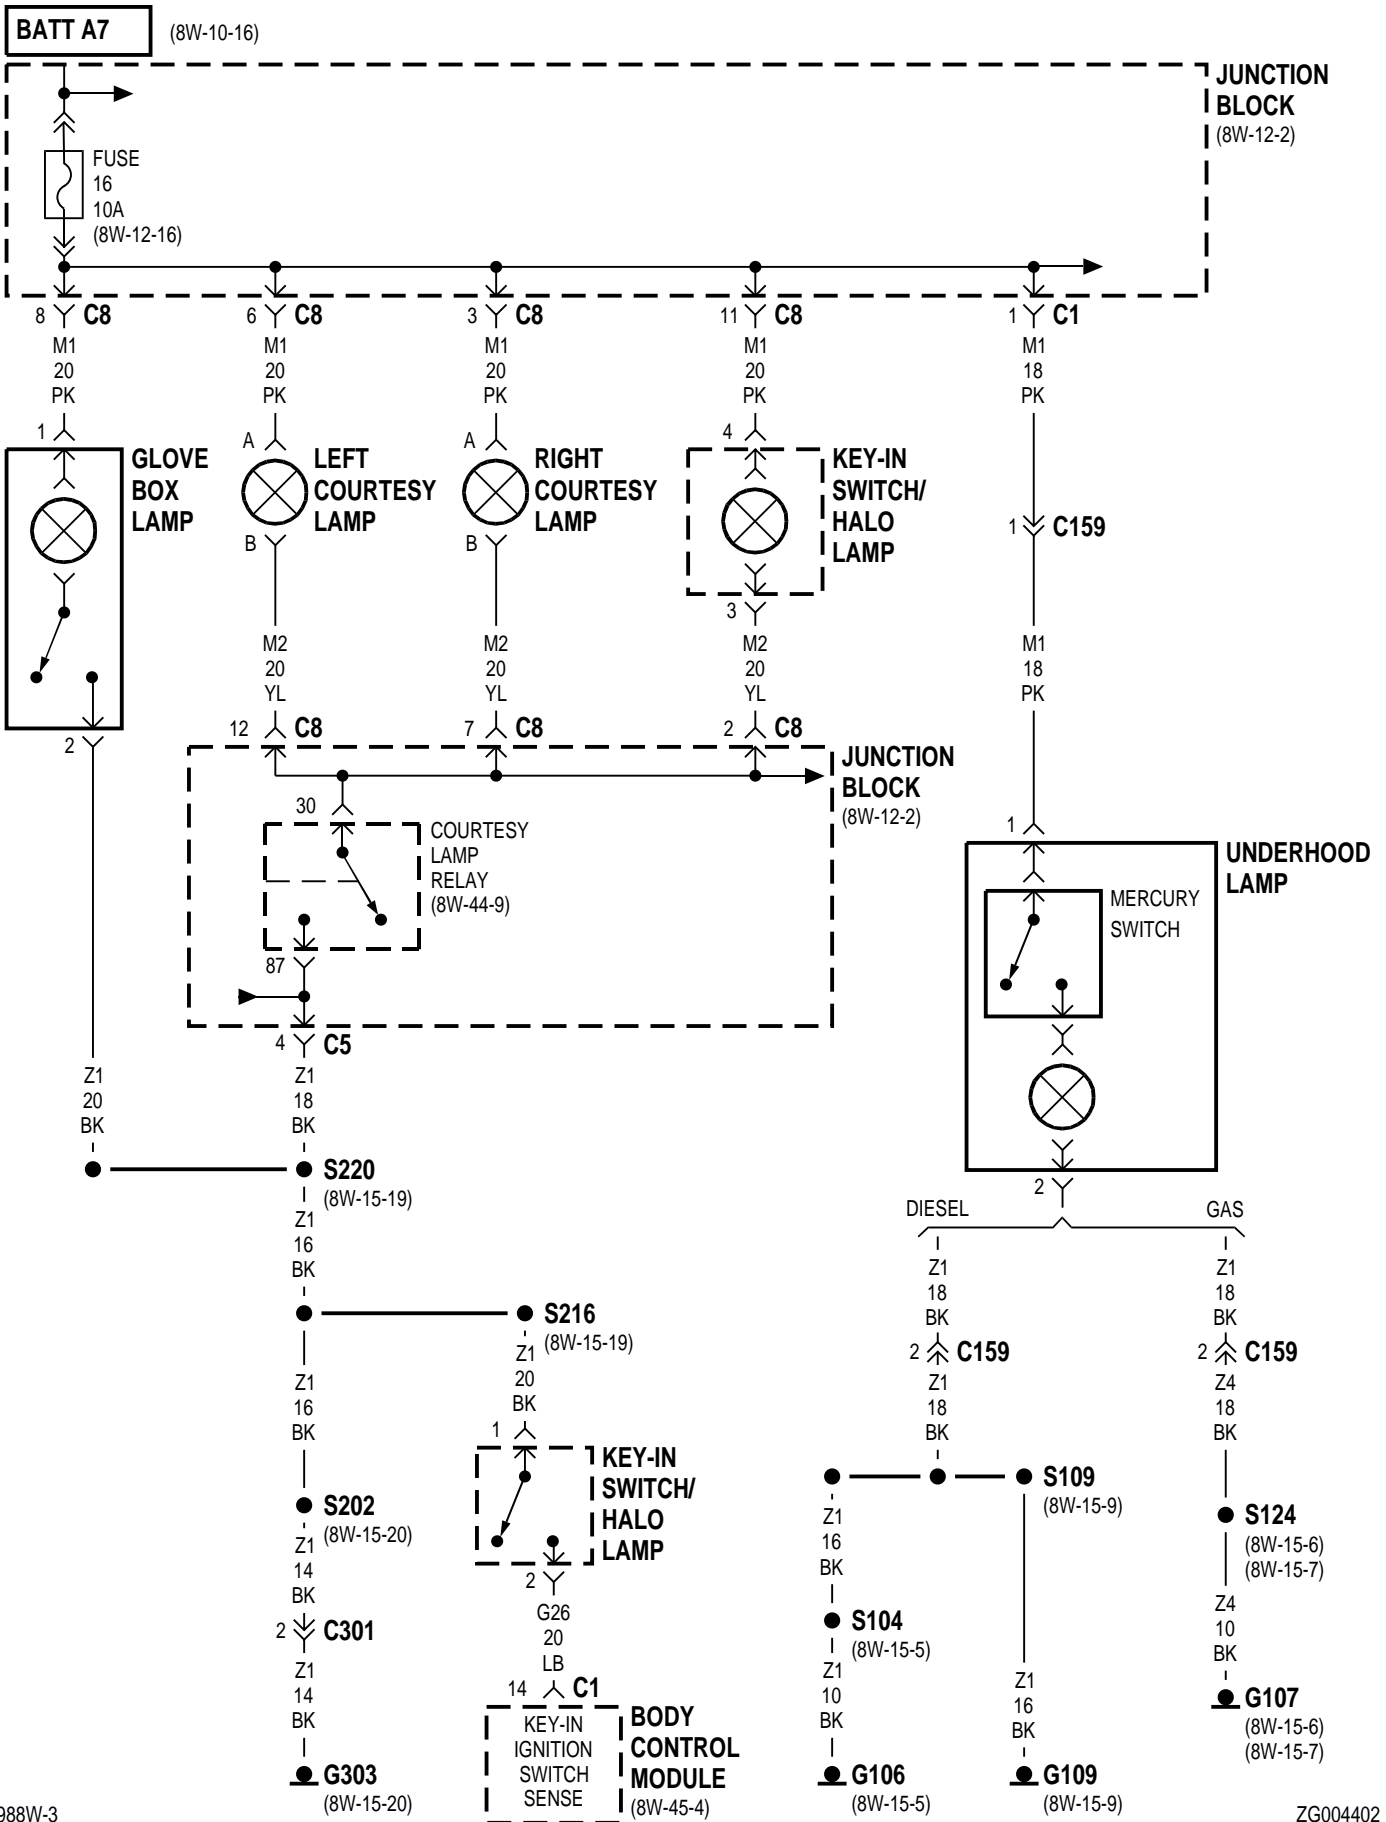 BATT A7 (8W-10-16)
JUNCTION
BLOCK
(8W-12-2)
FUSE
16
10A
(8W-12-16)
8 C8 6 C8 3 C8 11 C8 1 C1
M1 M1 M1 M1 M1
20 20 20 20 18
PK PK PK PK PK
1 A A 4
GLOVE
BOX
LAMP
LEFT
COURTESY
LAMP
RIGHT
COURTESY
LAMP
KEY-IN
SWITCH/
HALO
LAMP
1 C159
B B 3
M2 M2 M2 M1
20 20 20 18
YL YL YL PK
2 12 C8 7 C8 2 C8
JUNCTION
BLOCK
(8W-12-2)
30
COURTESY
LAMP
RELAY
(8W-44-9)
87
4 C5
1
UNDERHOOD
LAMP
MERCURY
SWITCH
2
Z1 Z1
20 18
BK BK
S220
(8W-15-19)
Z1
16
BK
DIESEL GAS
Z1 Z1
18 18
BK BK
2 C159 2 C159
Z1 Z4
18 18
BK BK
S216
(8W-15-19)
Z1
20
BK
Z1
16
BK
1
KEY-IN
SWITCH/
HALO
LAMP
2
S202
(8W-15-20)
Z1
14
BK
2 C301
Z1
14
BK
G303
(8W-15-20)
G26
20
LB
14 C1
KEY-IN
IGNITION
SWITCH
SENSE
BODY
CONTROL
MODULE
(8W-45-4)
S109
(8W-15-9)
Z1
16
BK
S104
(8W-15-5)
Z1
10
BK
G106
(8W-15-5)
Z1
16
BK
G109
(8W-15-9)
S124
(8W-15-6)
(8W-15-7)
Z4
10
BK
G107
(8W-15-6)
(8W-15-7)
988W-3 ZG004402